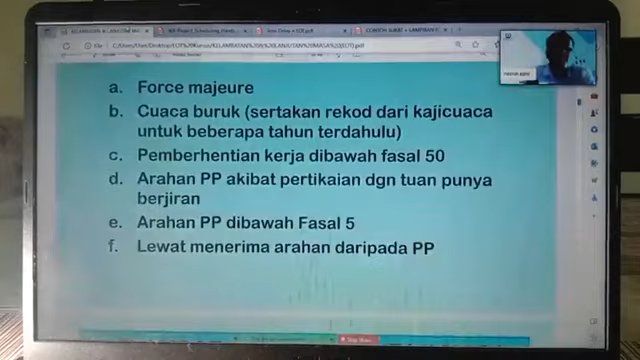 a. Force majeure
b. Cuaca buruk (sertakan rekod dari kajicuaca
untuk beberapa tahun terdahulu)
c. Pemberhentian kerja dibawah fasal 50
d. Arahan PP akibat pertikaian dgn tuan punya
berjiran
e. Arahan PP dibawah Fasal 5
f. Lewat menerima arahan daripada PP